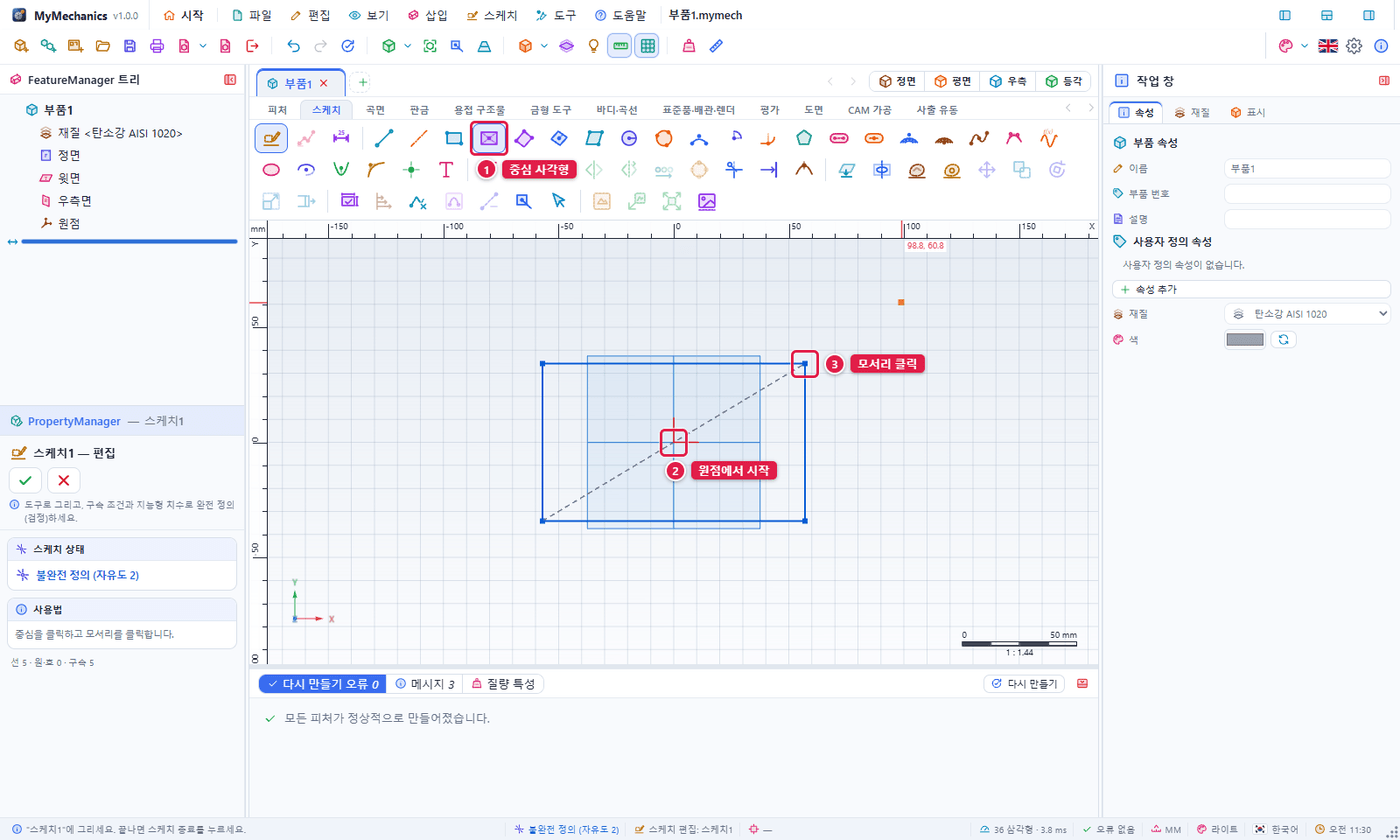 MyMechanics v1.0.0 시작 파일 편집 보기 삽입 스케치 도구 도움말 부품1.mymech
FeatureManager 트리
부품1
재질 <탄소강 AISI 1020>
정면
윗면
우측면
원점
부품1
정면 평면 우측 등각
피처 스케치 곡면 판금 용접 구조물 금형 도구 바디·곡선 표준품·배관·렌더 평가 도면 CAM 가공 사출 유동
1 중심 사각형
mm -150 -100 -50 0 50 100 150 X
Y
98.8, 60.8
50
0
-50
3 모서리 클릭
2 원점에서 시작
Y
X
0 50 mm
1 : 1.44
PropertyManager — 스케치1
스케치1 — 편집
도구로 그리고, 구속 조건과 지능형 치수로 완전 정의(검정)하세요.
스케치 상태
불완전 정의 (자유도 2)
사용법
중심을 클릭하고 모서리를 클릭합니다.
선 5 · 원·호 0 · 구속 5
다시 만들기 오류 0 메시지 3 질량 특성 다시 만들기
모든 피처가 정상적으로 만들어졌습니다.
작업 창
속성 재질 표시
부품 속성
이름 부품1
부품 번호
설명
사용자 정의 속성
사용자 정의 속성이 없습니다.
속성 추가
재질 탄소강 AISI 1020
색
"스케치1"에 그리세요. 끝나면 스케치 종료를 누르세요. 불완전 정의 (자유도 2) 스케치 편집: 스케치1 — 36 삼각형 · 3.8 ms 오류 없음 MM 라이트 한국어 오전 11:30